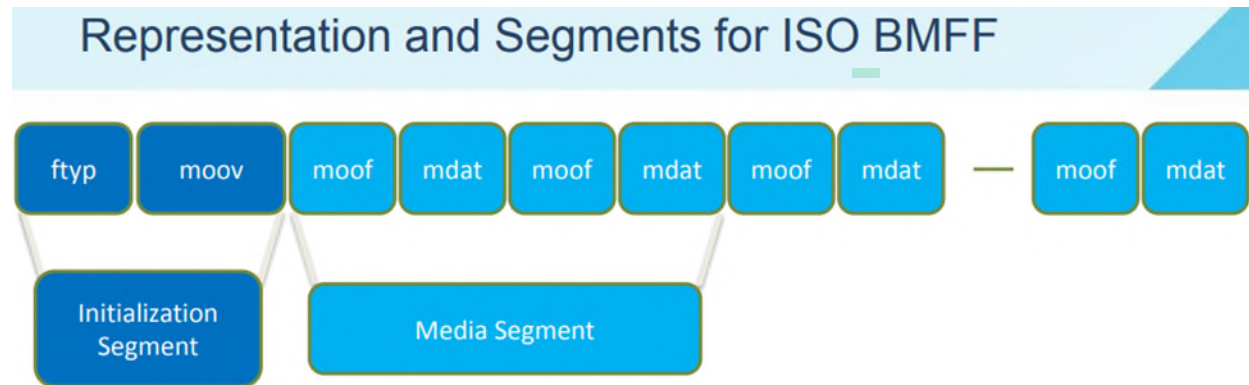 Representation and Segments for ISO BMFF
ftyp moov moof mdat moof mdat moof mdat — moof mdat
Initialization
Segment
Media Segment